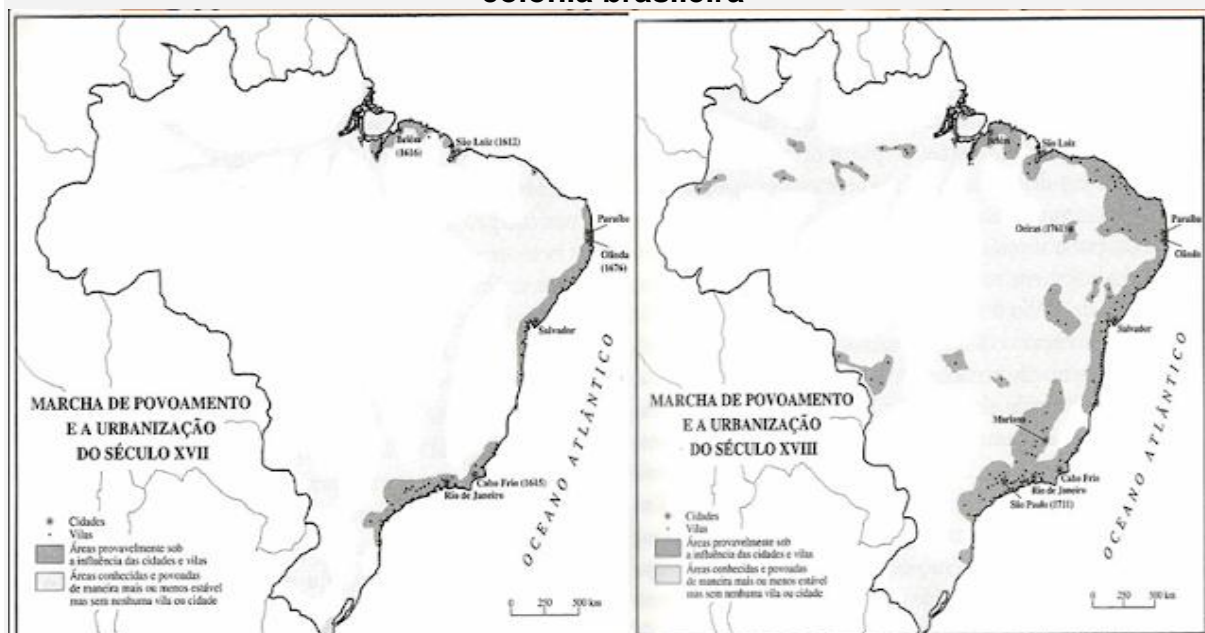 colônia brasileira
Belém
(1616)
São Luiz (1612)
Paraíba
Olinda
(1676)
Salvador
Cabo Frio (1615)
Rio de Janeiro
OCEANO ATLÂNTICO
MARCHA DE POVOAMENTO
E A URBANIZAÇÃO
DO SÉCULO XVII
Cidades
Vilas
Áreas provavelmente sob
a influência das cidades e vilas
Áreas conhecidas e povoadas
de maneira mais ou menos estável
mas sem nenhuma vila ou cidade
0 250 500 km
Belém
São Luiz
Oeiras (1761)
Paraíba
Olinda
Salvador
Mariana
Cabo Frio
Rio de Janeiro
São Paulo (1711)
OCEANO ATLÂNTICO
MARCHA DE POVOAMENTO
E A URBANIZAÇÃO
DO SÉCULO XVIII
Cidades
Vilas
Áreas provavelmente sob
a influência das cidades e vilas
Áreas conhecidas e povoadas
de maneira mais ou menos estável
mas sem nenhuma vila ou cidade
0 250 500 km